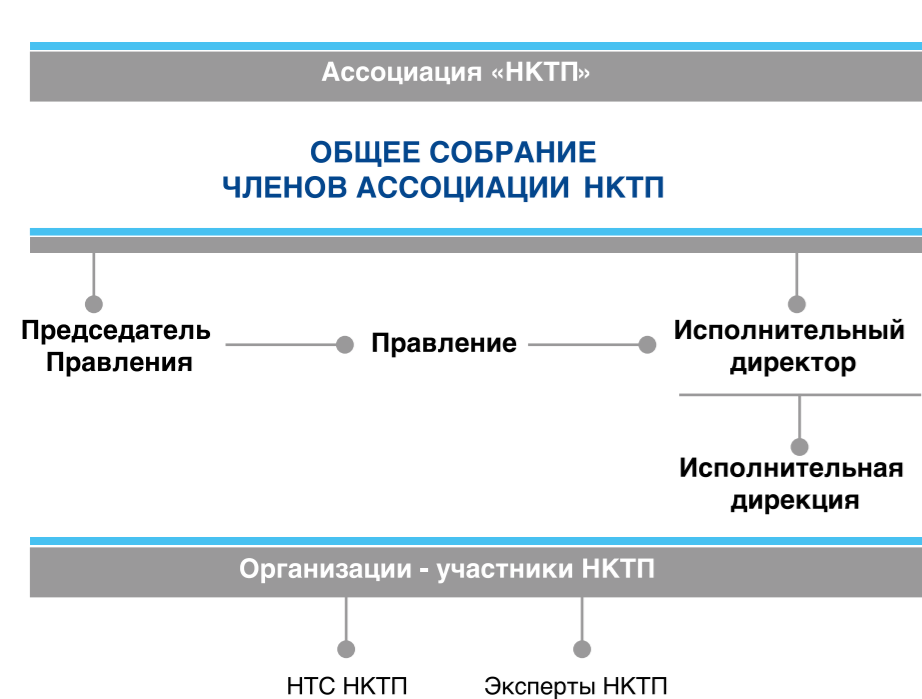 Ассоциация «НКТП»
ОБЩЕЕ СОБРАНИЕ
ЧЛЕНОВ АССОЦИАЦИИ НКТП
Председатель
Правления
Правление
Исполнительный
директор
Исполнительная
дирекция
Организации - участники НКТП
НТС НКТП
Эксперты НКТП